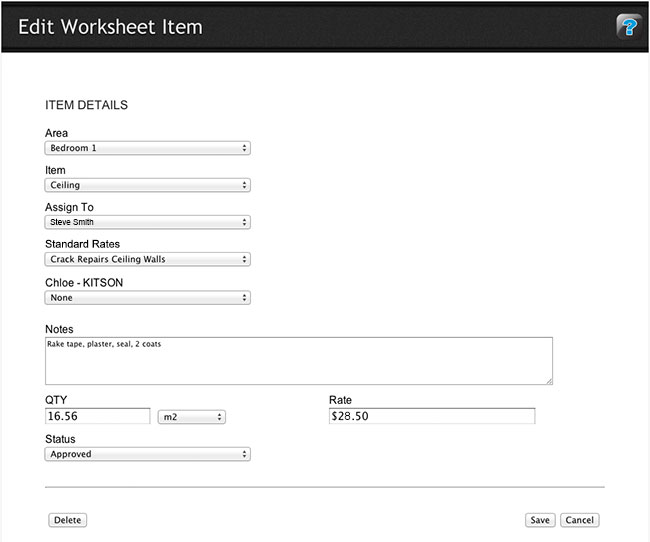 Edit Worksheet Item
?
ITEM DETAILS
Area
Bedroom 1
Item
Ceiling
Assign To
Steve Smith
Standard Rates
Crack Repairs Ceiling Walls
Chloe - KITSON
None
Notes
Rake tape, plaster, seal, 2 coats
QTY
Rate
16.56 m2
$28.50
Status
Approved
Delete
Save Cancel